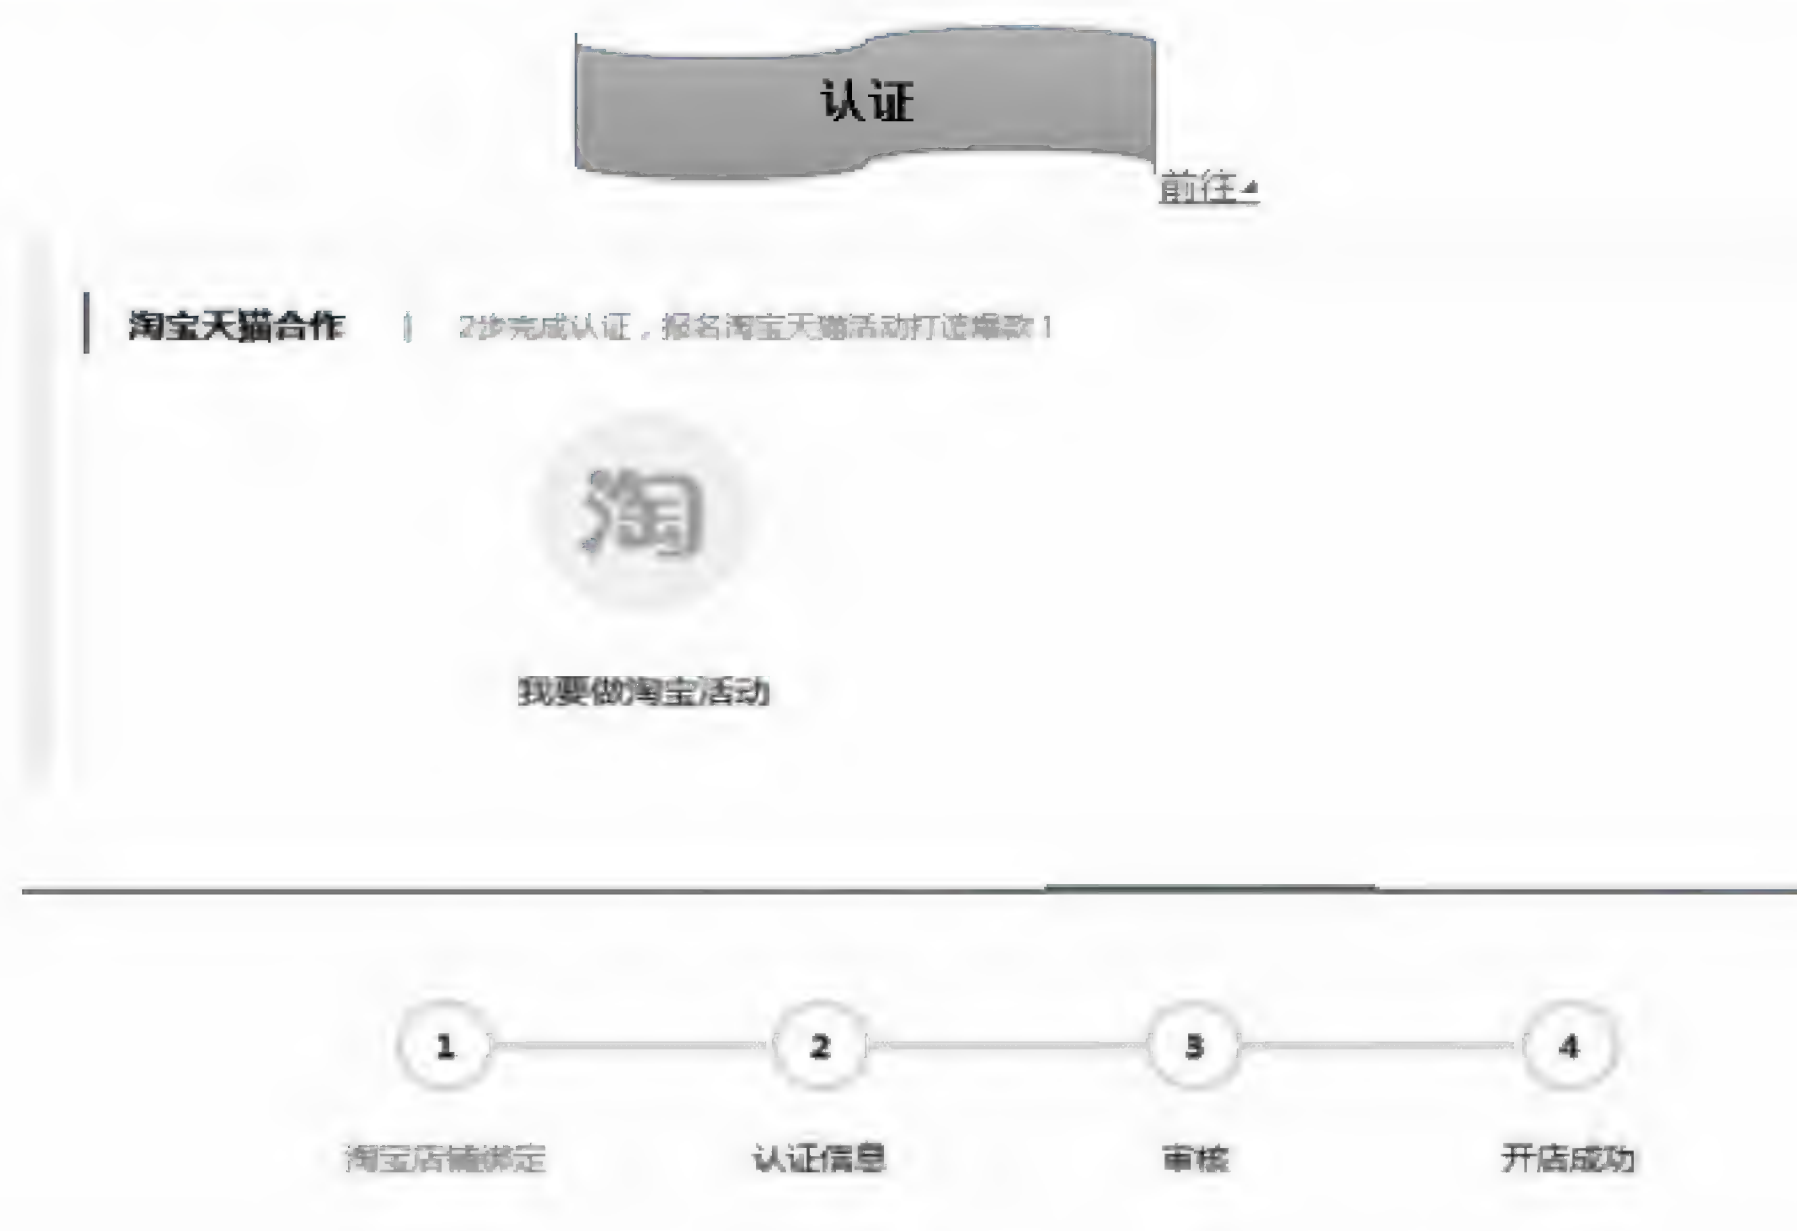 认证
前往
淘宝天猫合作 | 2步完成认证，报名淘宝天猫活动打造爆款！
淘
我要做淘宝活动
1 2 3 4
淘宝店铺绑定 认证信息 审核 开店成功